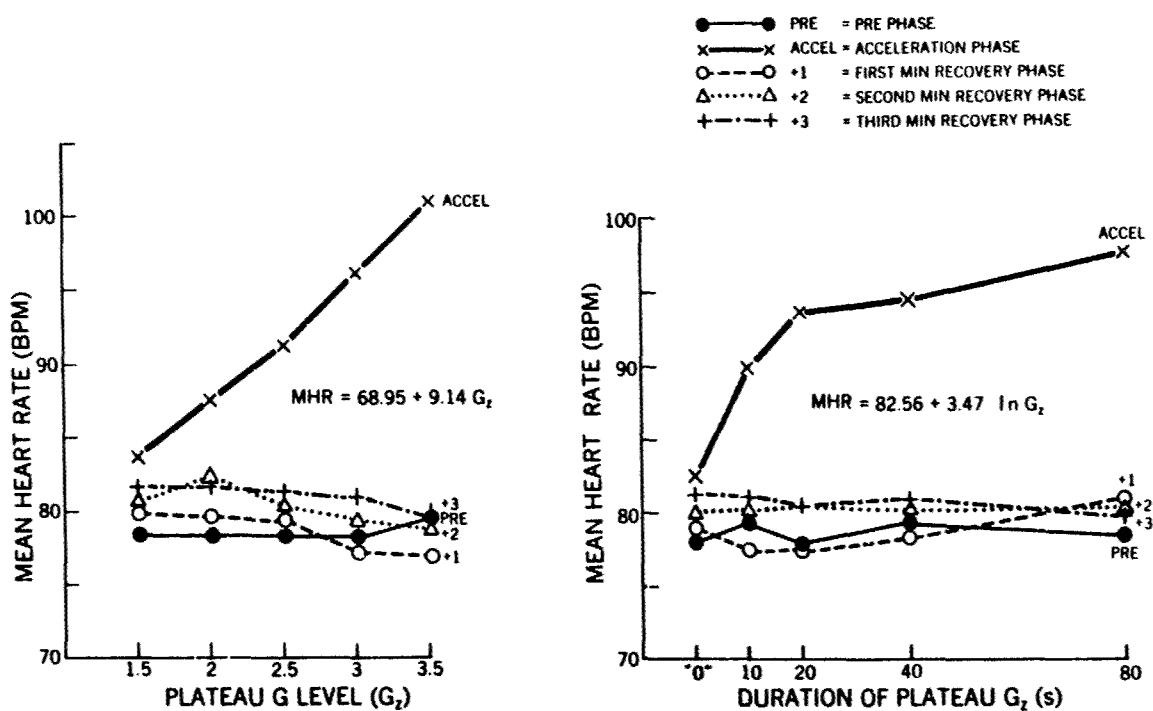 PRE = PRE PHASE
ACCEL = ACCELERATION PHASE
+1 = FIRST MIN RECOVERY PHASE
+2 = SECOND MIN RECOVERY PHASE
+3 = THIRD MIN RECOVERY PHASE
MEAN HEART RATE (BPM)
100
90
80
70
ACCEL
MHR = 68.95 + 9.14 Gz
+3
PRE
+2
+1
1.5 2 2.5 3 3.5
PLATEAU G LEVEL (Gz)
MEAN HEART RATE (BPM)
100
90
80
70
ACCEL
MHR = 82.56 + 3.47 ln Gz
+1
+2
+3
PRE
"0" 10 20 40 80
DURATION OF PLATEAU Gz (s)